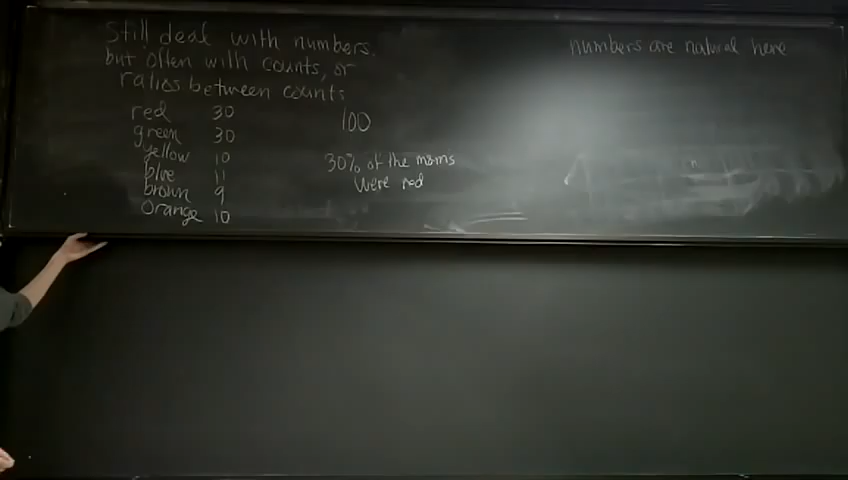 Still deal with numbers.
but often with counts, or
ratios between counts
red 30
green 30
yellow 10
blue 11
brown 9
orange 10
100
30% of the m&ms
were red
numbers are natural here